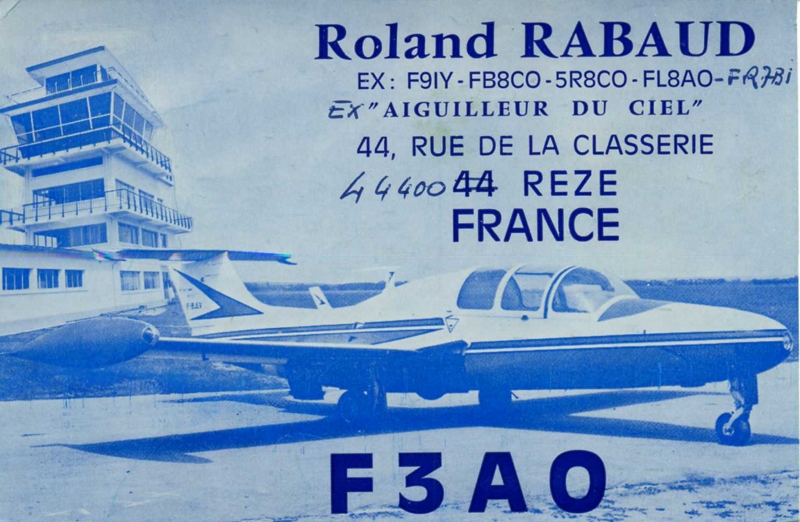 Roland RABAUD
EX: F9IY-FB8CO-5R8CO-FL8AO-FR7BI
EX "AIGUILLEUR DU CIEL"
44, RUE DE LA CLASSERIE
44400 44 REZE
FRANCE
F3AO